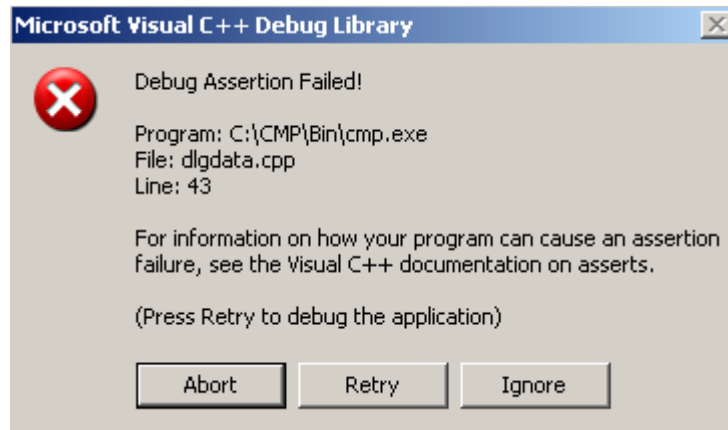 Microsoft Visual C++ Debug Library
Debug Assertion Failed!
Program: C:\CMP\Bin\cmp.exe
File: dlgdata.cpp
Line: 43
For information on how your program can cause an assertion
failure, see the Visual C++ documentation on asserts.
(Press Retry to debug the application)
Abort Retry Ignore